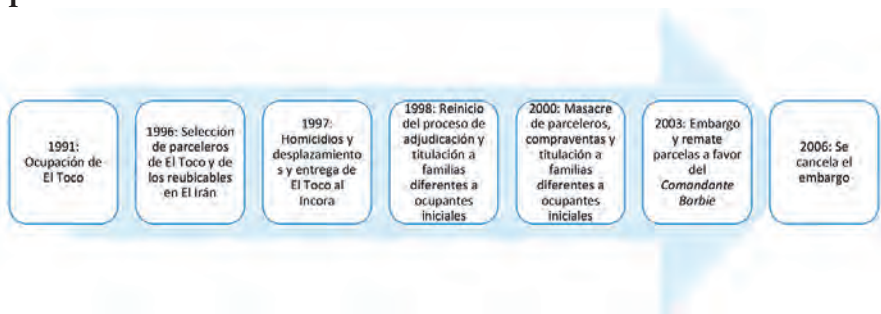 1991:
Ocupación de
El Toco
1996: Selección
de parceleros
de El Toco y de
los reubicables
en El Irán
1997:
Homicidios y
desplazamiento
s y entrega de
El Toco al
Incora
1998: Reinicio
del proceso de
adjudicación y
titulación a
familias
diferentes a
ocupantes
iniciales
2000: Masacre
de parceleros,
compraventas y
titulación a
familias
diferentes a
ocupantes
iniciales
2003: Embargo
y remate
parcelas a favor
del
Comandante
Barbie
2006: Se
cancela el
embargo